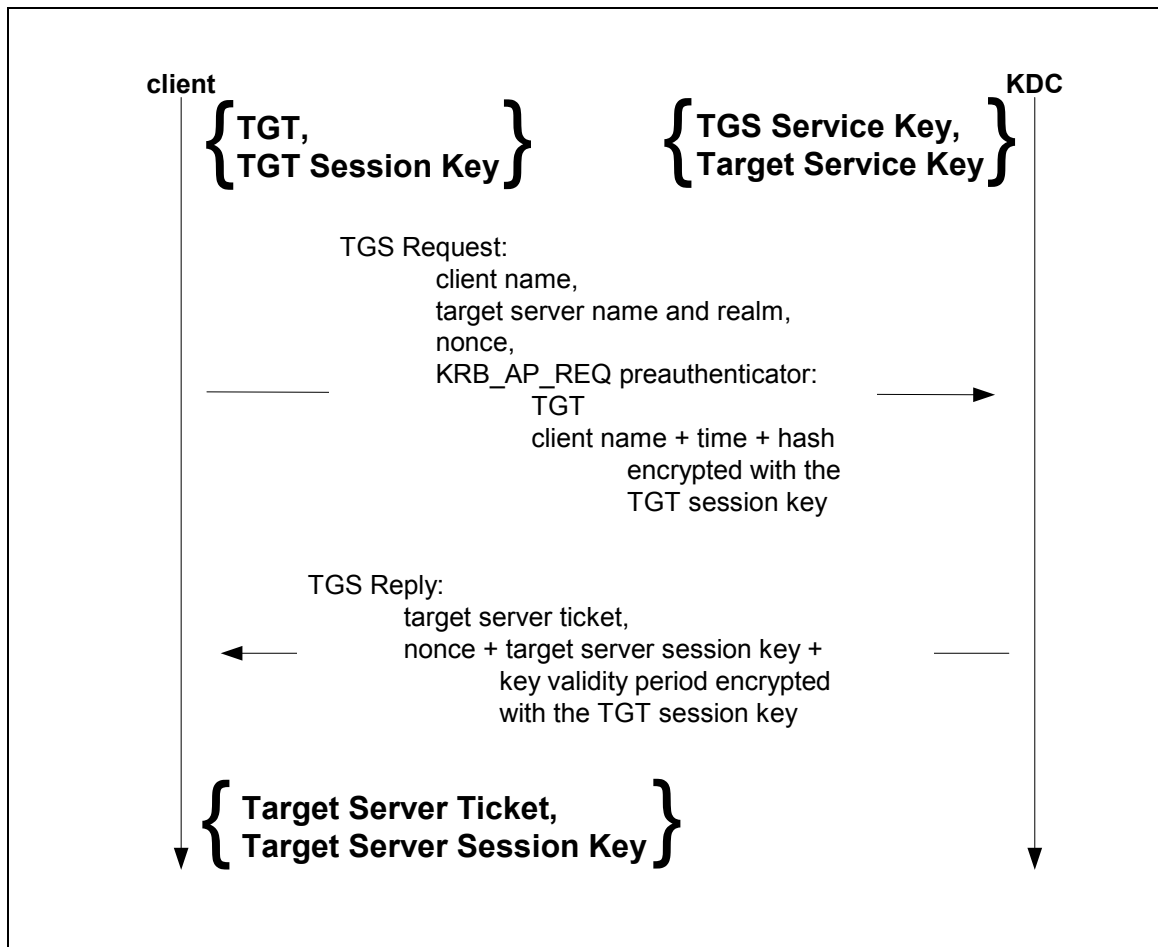 client
KDC
TGT,
TGT Session Key
TGS Service Key,
Target Service Key
TGS Request:
client name,
target server name and realm,
nonce,
KRB_AP_REQ preauthenticator:
TGT
client name + time + hash
encrypted with the
TGT session key
TGS Reply:
target server ticket,
nonce + target server session key +
key validity period encrypted
with the TGT session key
Target Server Ticket,
Target Server Session Key